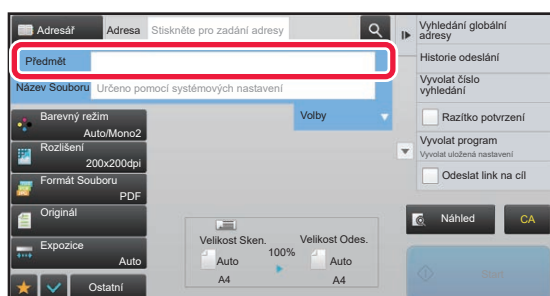 Adresář
Adresa
Stiskněte pro zadání adresy
Předmět
Název Souboru
Určeno pomocí systémových nastavení
Barevný režim
Auto/Mono2
Rozlišení
200x200dpi
Formát Souboru
PDF
Originál
Expozice
Auto
Ostatní
Volby
Velikost Sken.
100%
Velikost Odes.
Auto
A4
Auto
A4
Vyhledání globální
adresy
Historie odeslání
Vyvolat číslo
vyhledání
Razítko potvrzení
Vyvolat program
Vyvolat uložená nastavení
Odeslat link na cíl
Náhled
CA
Start